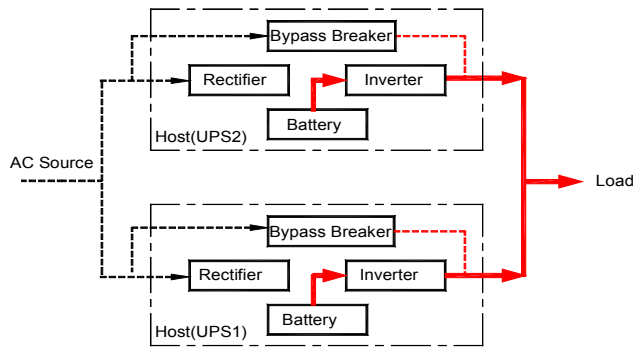 Bypass Breaker
Rectifier
Inverter
Battery
Host(UPS2)
AC Source
Load
Bypass Breaker
Rectifier
Inverter
Battery
Host(UPS1)